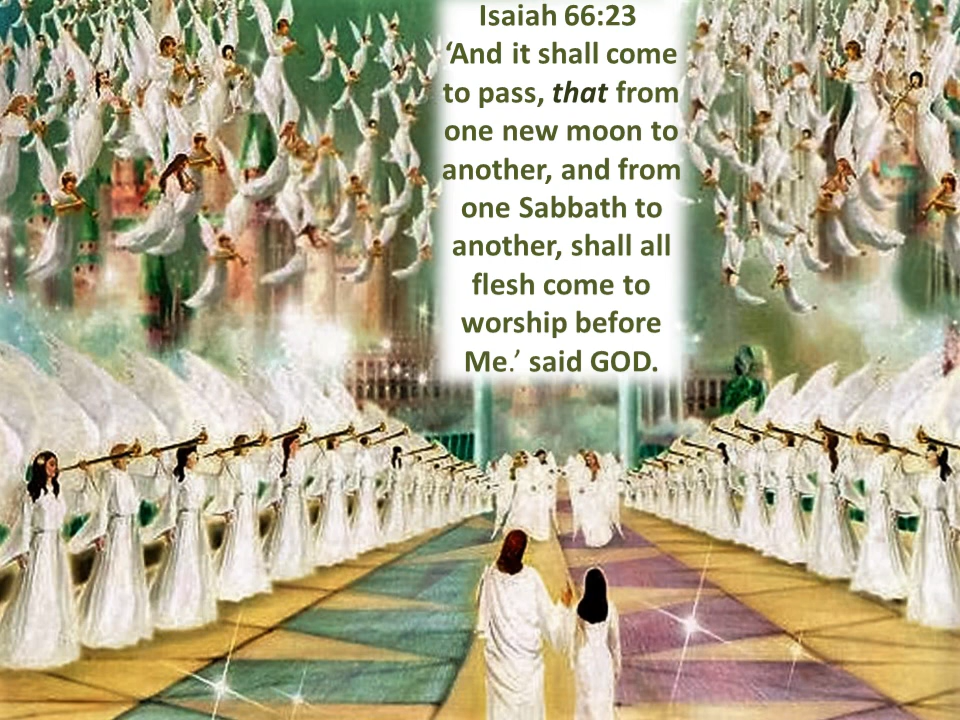 Isaiah 66:23
‘And it shall come
to pass, that from
one new moon to
another, and from
one Sabbath to
another, shall all
flesh come to
worship before
Me.’ said GOD.